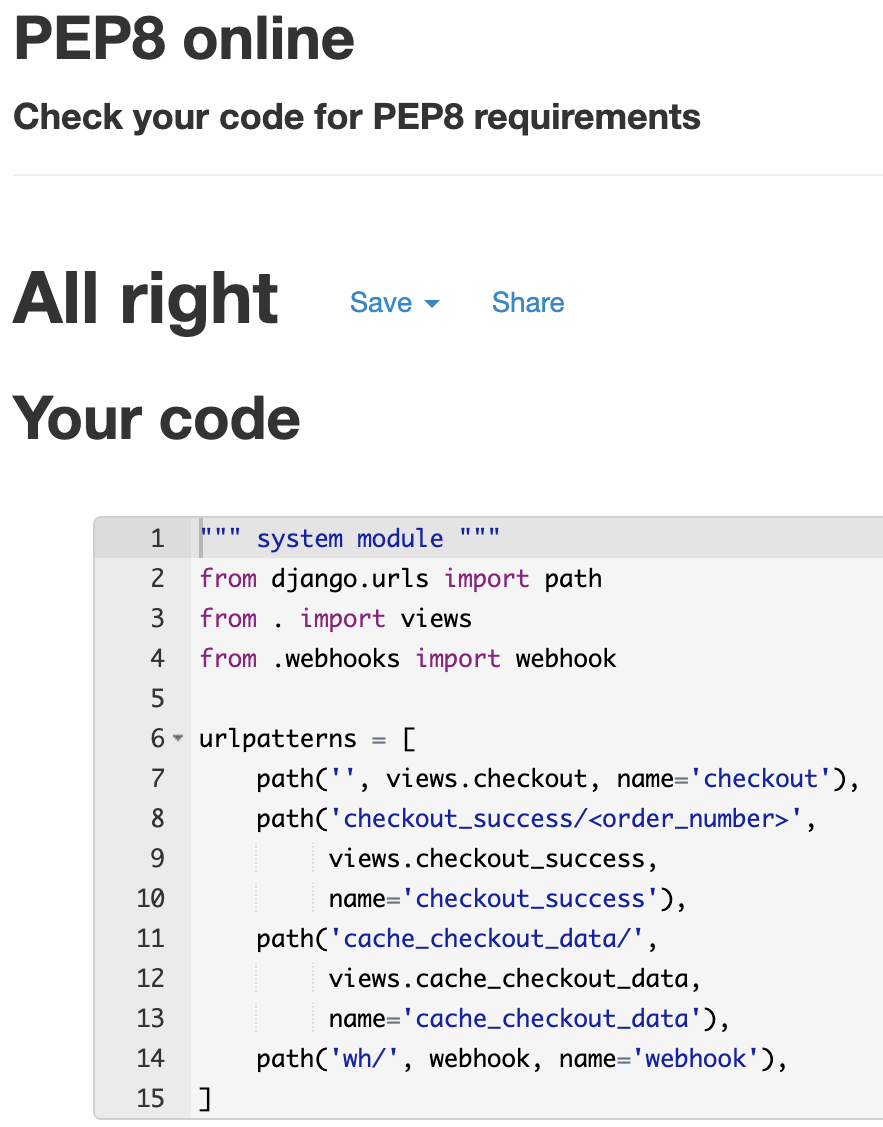 PEP8 online
Check your code for PEP8 requirements
All right Save Share
Your code
1 """ system module """
2 from django.urls import path
3 from . import views
4 from .webhooks import webhook
5
6 urlpatterns = [
7     path('', views.checkout, name='checkout'),
8     path('checkout_success/<order_number>',
9          views.checkout_success,
10          name='checkout_success'),
11     path('cache_checkout_data/',
12          views.cache_checkout_data,
13          name='cache_checkout_data'),
14     path('wh/', webhook, name='webhook'),
15 ]